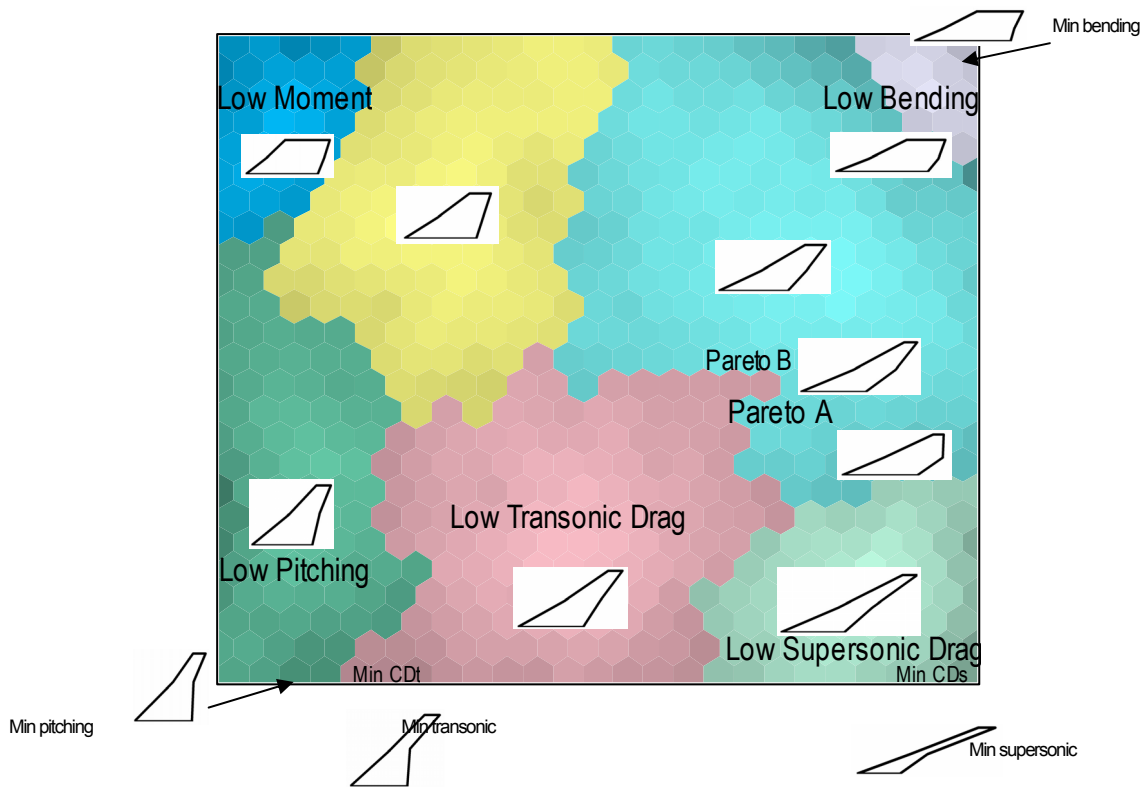 Min bending
Low Moment
Low Bending
Pareto B
Pareto A
Low Transonic Drag
Low Pitching
Low Supersonic Drag
Min CDt
Min CDs
Min pitching
Min transonic
Min supersonic